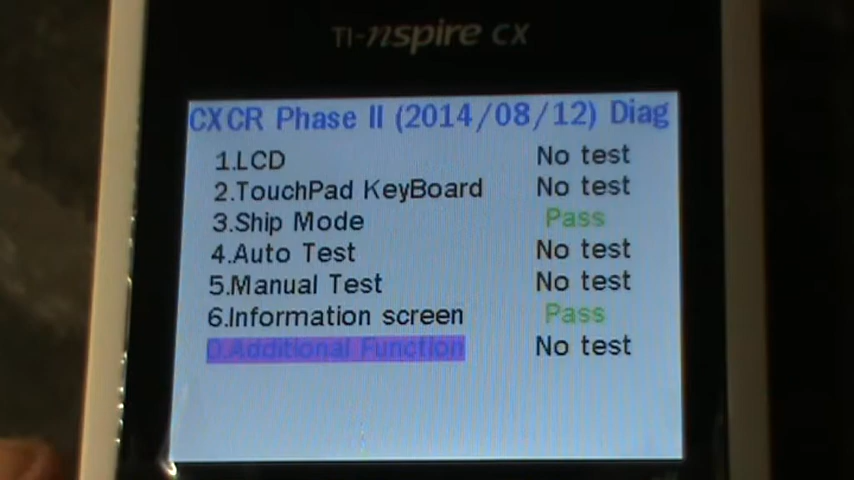 TI-nspire CX
CXCR Phase II (2014/08/12) Diag
1.LCD No test
2.TouchPad KeyBoard No test
3.Ship Mode Pass
4.Auto Test No test
5.Manual Test No test
6.Information screen Pass
0.Additional Function No test